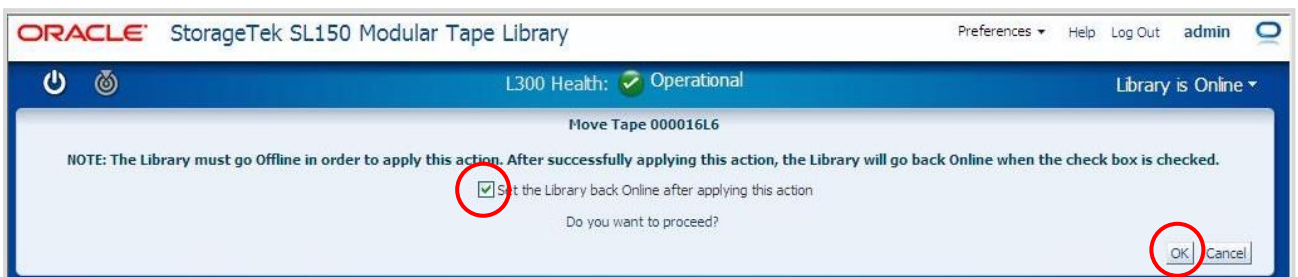 ORACLE® StorageTek SL150 Modular Tape Library Preferences Help Log Out admin
L300 Health: Operational Library is Online
Move Tape 000016L6
NOTE: The Library must go Offline in order to apply this action. After successfully applying this action, the Library will go back Online when the check box is checked.
Set the Library back Online after applying this action
Do you want to proceed?
OK Cancel